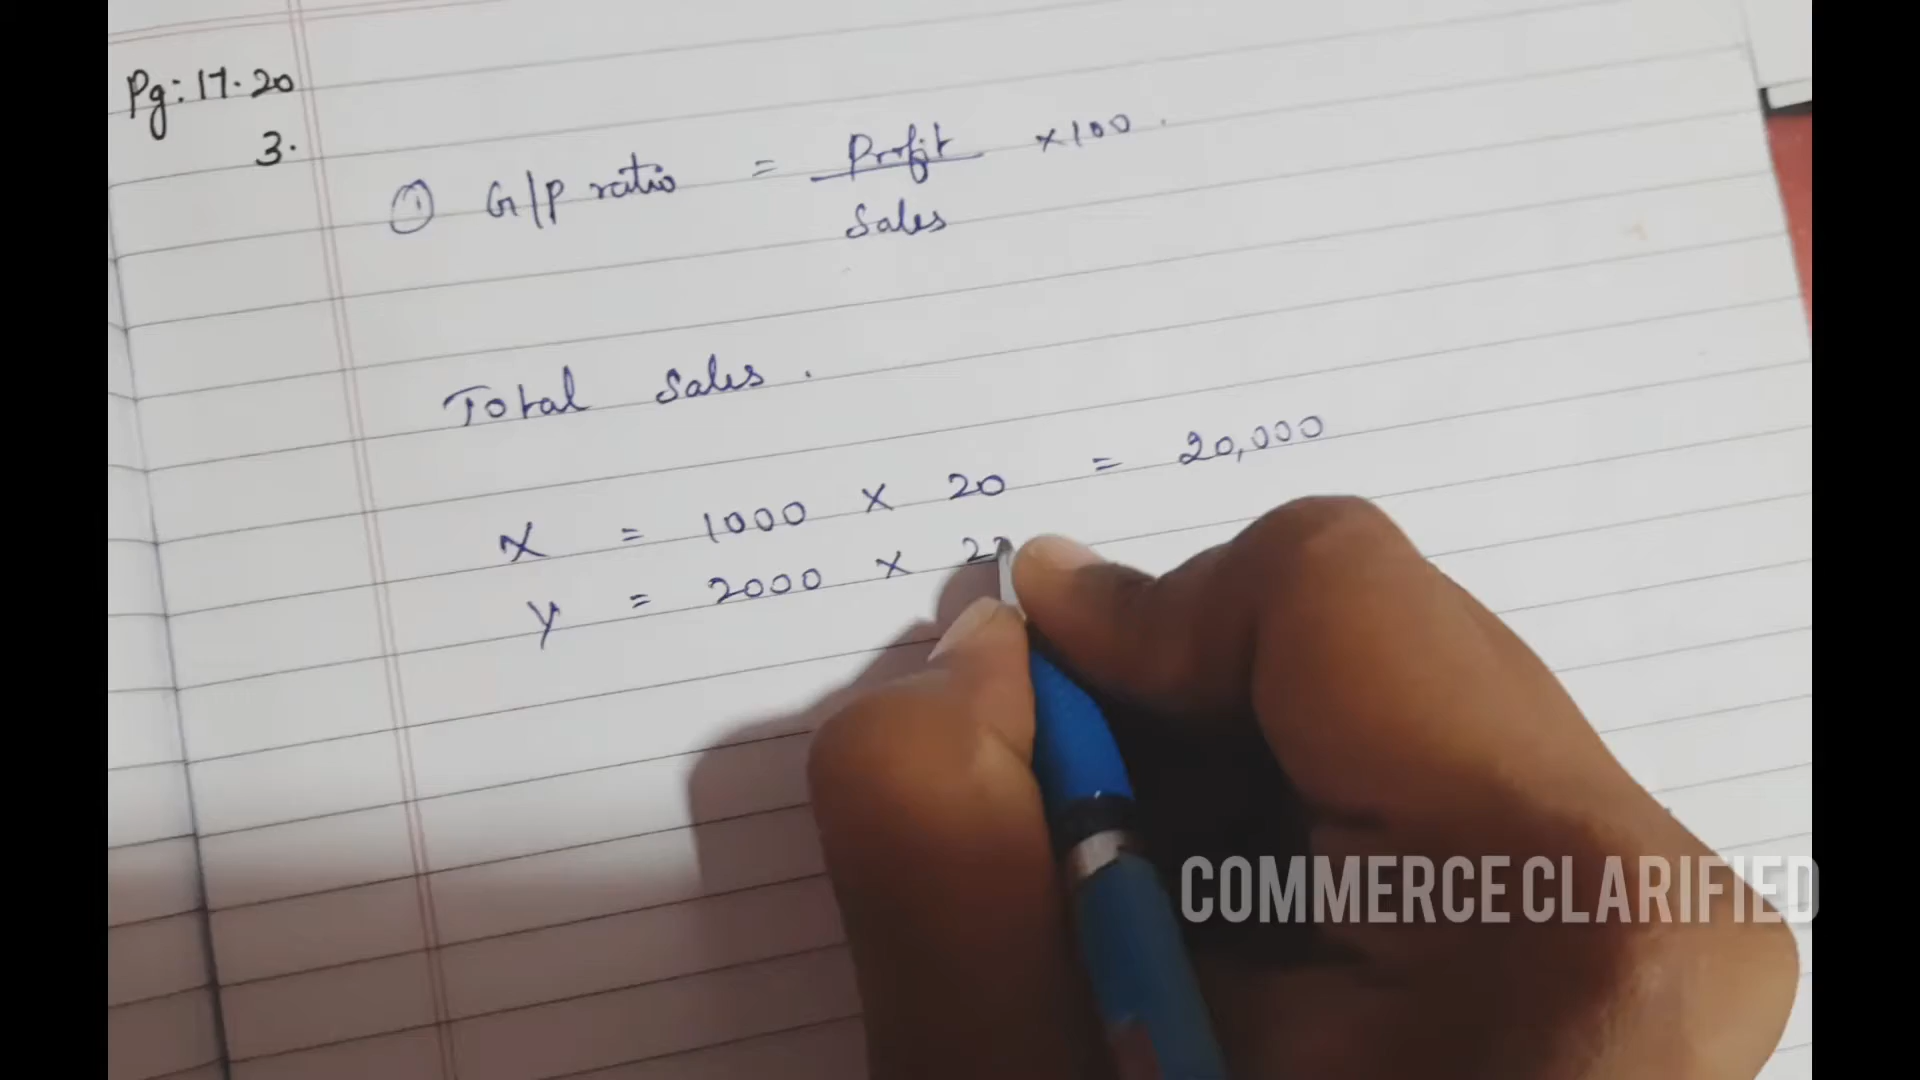 Pg: 17.20
3.
① G/P ratio = Profit / Sales ×100.
Total Sales.
X = 1000 × 20 = 20,000
Y = 2000 ×
COMMERCE CLARIFIED